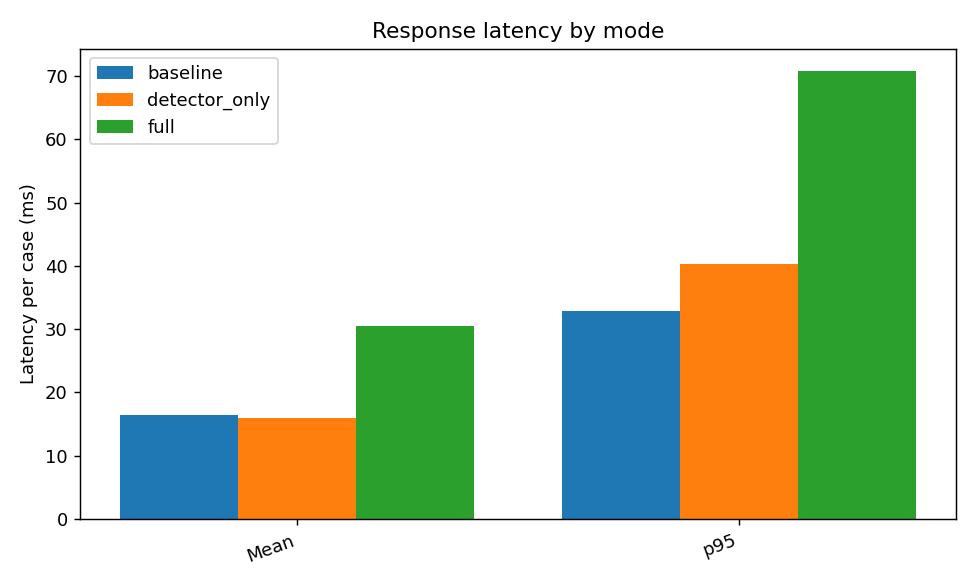 Response latency by mode
baseline
detector_only
full
Latency per case (ms)
70
60
50
40
30
20
10
0
Mean
p95